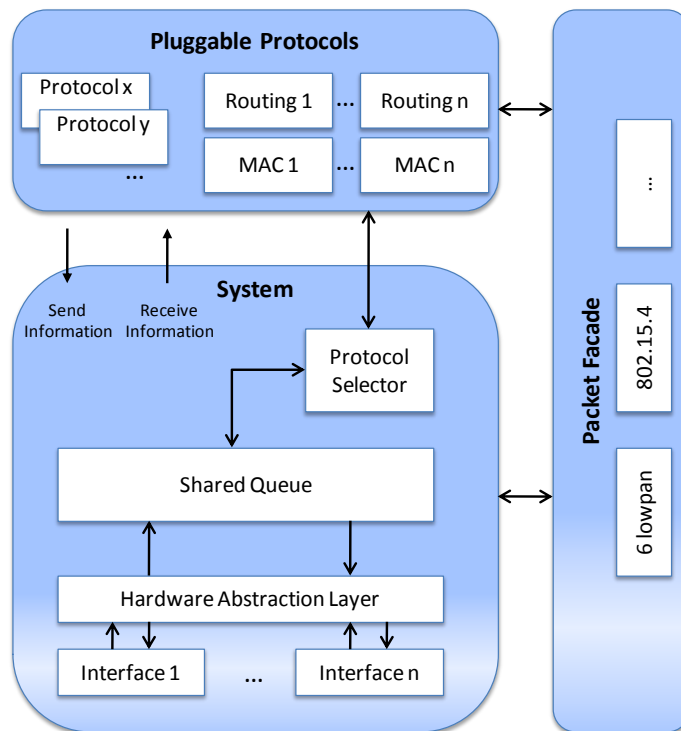 Pluggable Protocols
Protocol x
Protocol y
...
Routing 1
...
Routing n
MAC 1
...
MAC n
Send
Information
Receive
Information
System
Protocol
Selector
Shared Queue
Hardware Abstraction Layer
Interface 1
...
Interface n
Packet Facade
...
802.15.4
6 lowpan